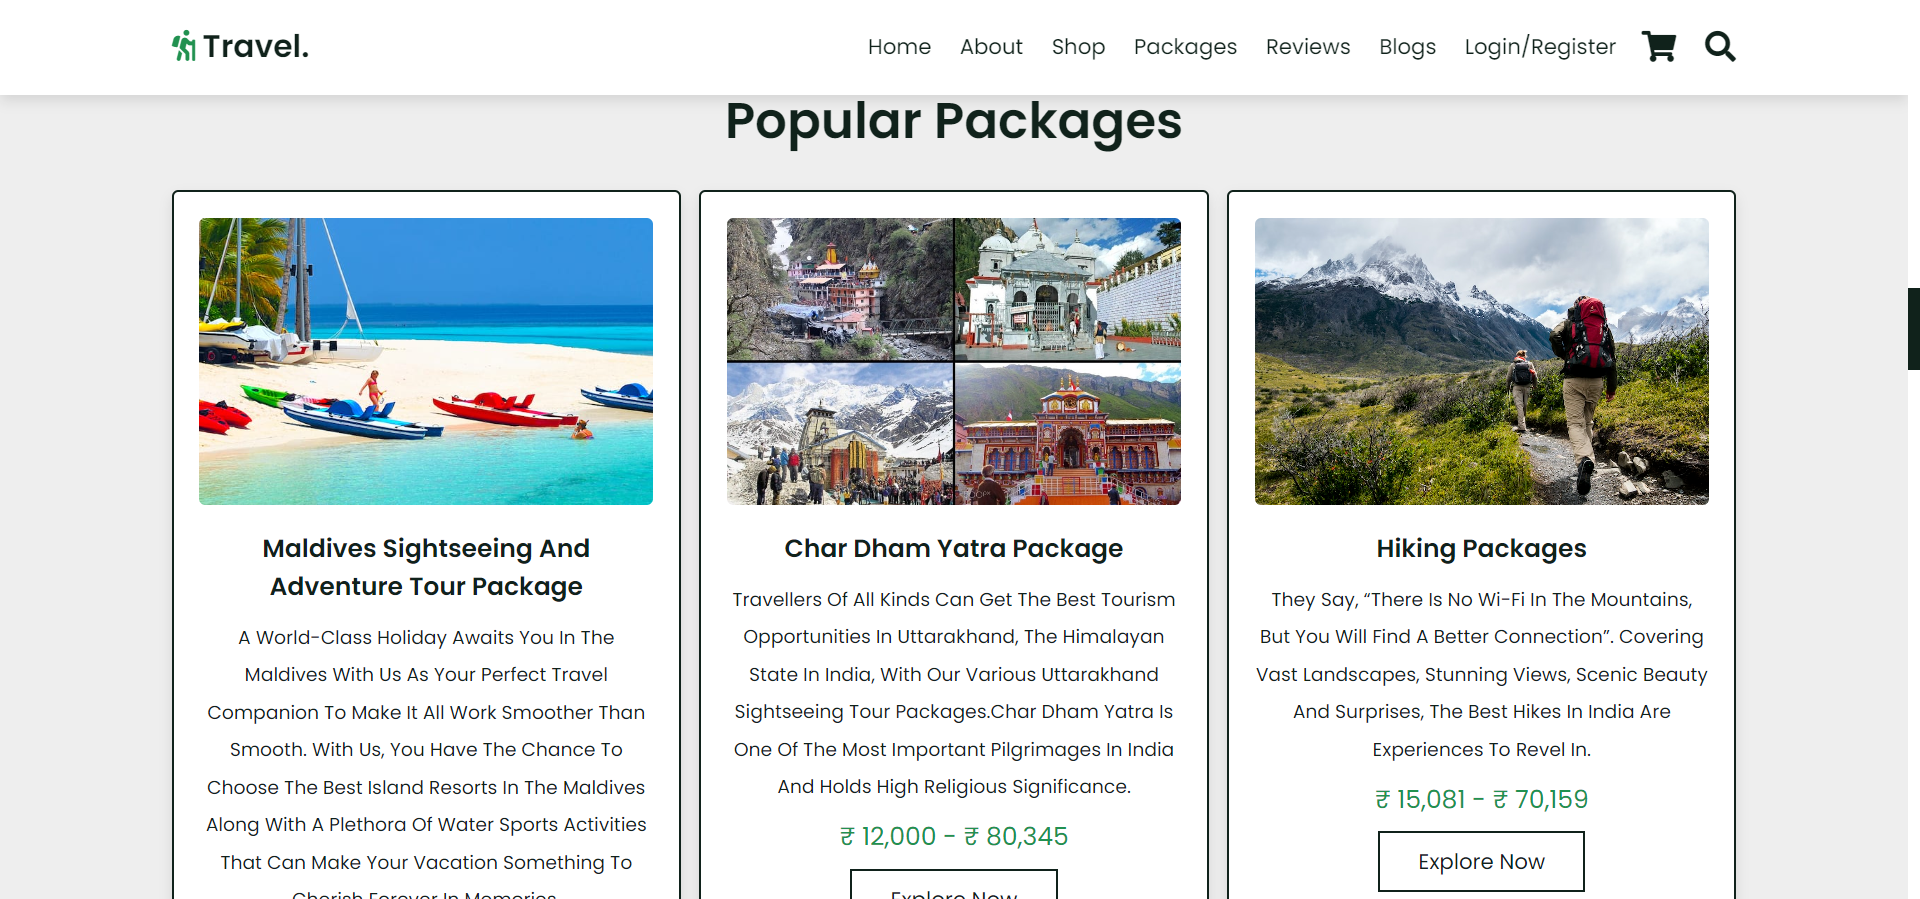 Travel.
Home About Shop Packages Reviews Blogs Login/Register
Popular Packages
Maldives Sightseeing And
Adventure Tour Package
A World-Class Holiday Awaits You In The
Maldives With Us As Your Perfect Travel
Companion To Make It All Work Smoother Than
Smooth. With Us, You Have The Chance To
Choose The Best Island Resorts In The Maldives
Along With A Plethora Of Water Sports Activities
That Can Make Your Vacation Something To
Cherish Forever In Memories.
Char Dham Yatra Package
Travellers Of All Kinds Can Get The Best Tourism
Opportunities In Uttarakhand, The Himalayan
State In India, With Our Various Uttarakhand
Sightseeing Tour Packages.Char Dham Yatra Is
One Of The Most Important Pilgrimages In India
And Holds High Religious Significance.
₹ 12,000 - ₹ 80,345
Explore Now
Hiking Packages
They Say, “There Is No Wi-Fi In The Mountains,
But You Will Find A Better Connection”. Covering
Vast Landscapes, Stunning Views, Scenic Beauty
And Surprises, The Best Hikes In India Are
Experiences To Revel In.
₹ 15,081 - ₹ 70,159
Explore Now